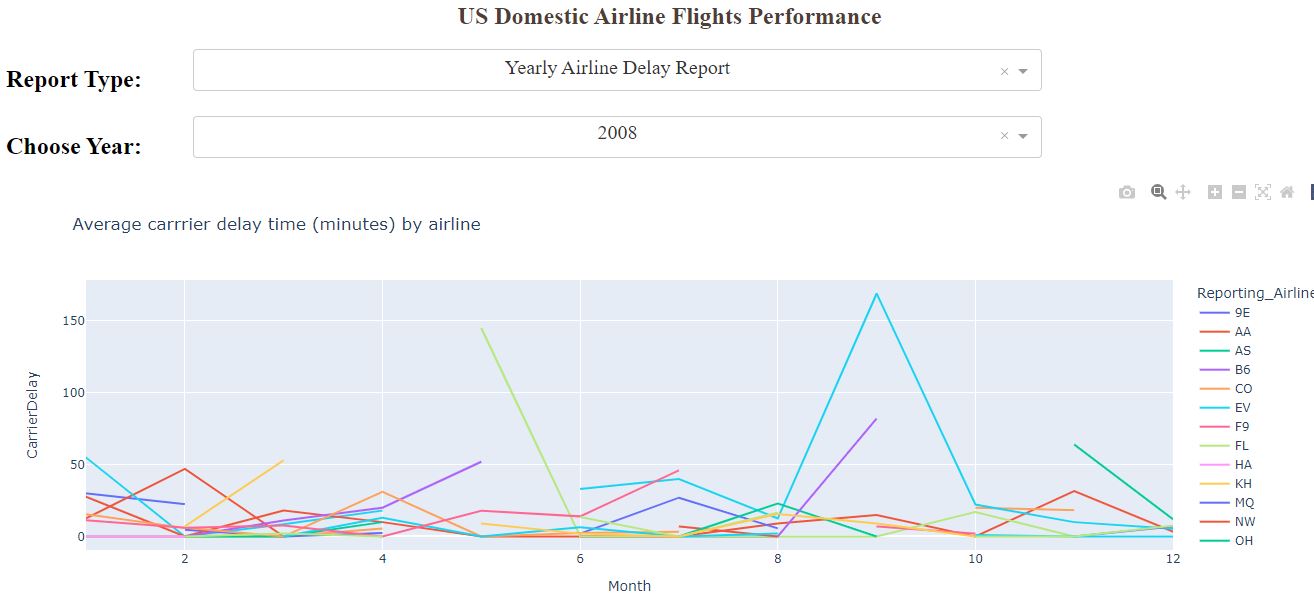 US Domestic Airline Flights Performance
Report Type:
Yearly Airline Delay Report
Choose Year:
2008
Average carrrier delay time (minutes) by airline
Reporting_Airline
9E
AA
AS
B6
CO
EV
F9
FL
HA
KH
MQ
NW
OH
CarrierDelay
150
100
50
0
2 4 6 8 10 12
Month